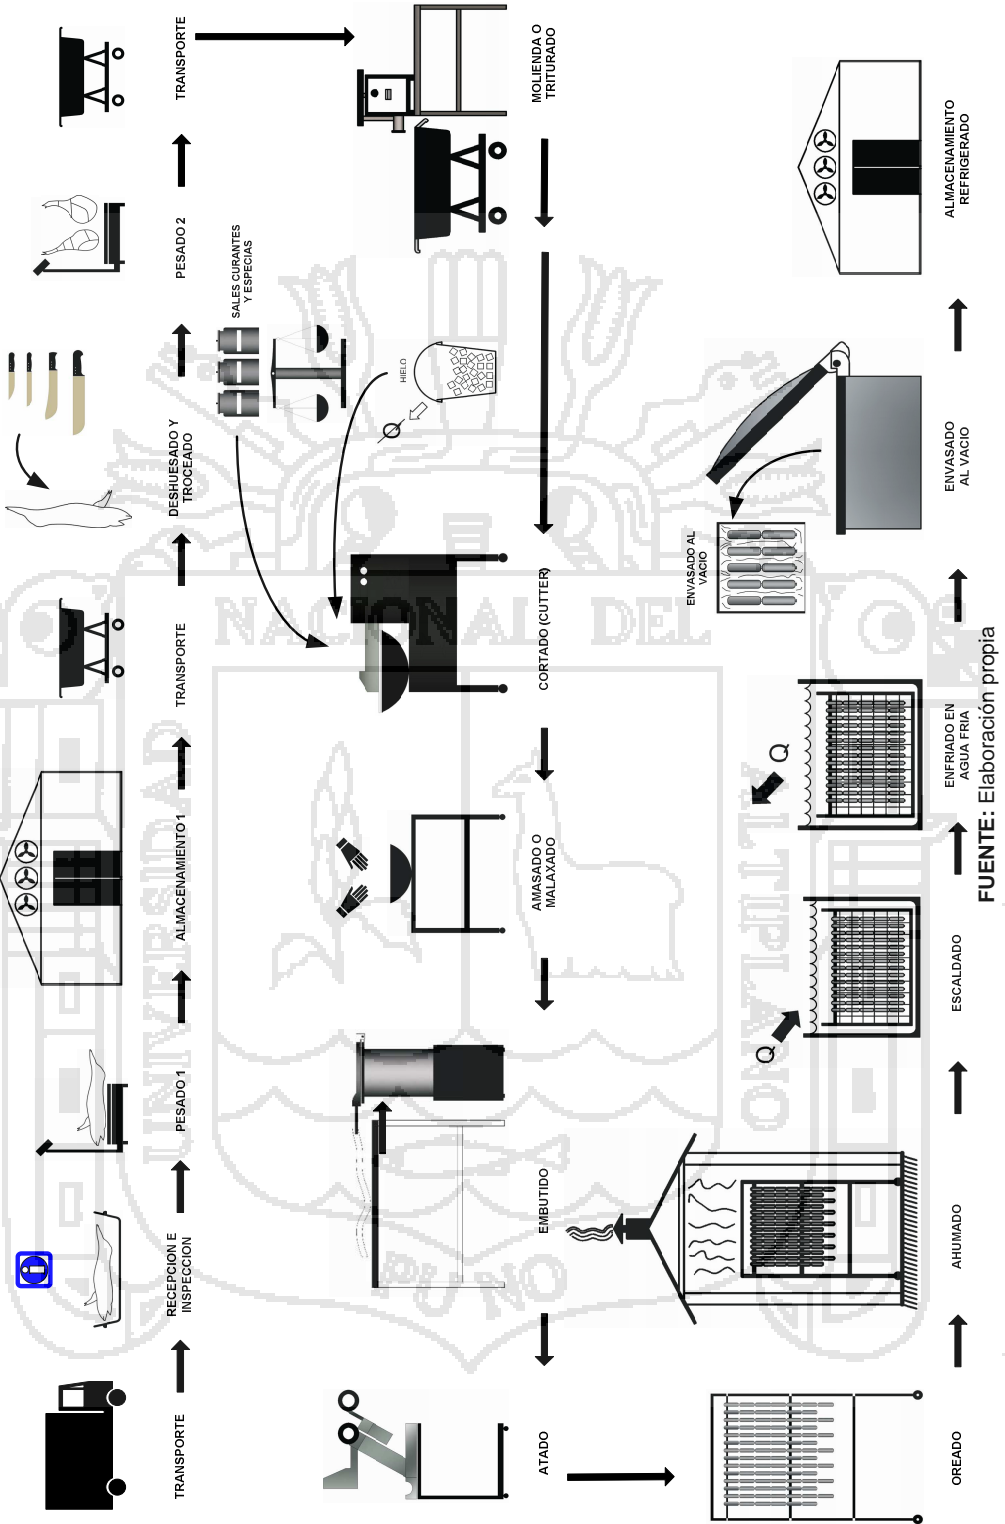 TRANSPORTE
RECEPCION E
INSPECCION
PESADO 1
ALMACENAMIENTO 1
TRANSPORTE
DESHUESADO Y
TROCEADO
PESADO 2
TRANSPORTE
MOLIENDA O
TRITURADO
SALES CURANTES
Y ESPECIAS
HIELO
Q
CORTADO (CUTTER)
AMASADO O
MALAXADO
EMBUTIDO
ATADO
OREADO
AHUMADO
ESCALDADO
Q
ENFRIADO EN
AGUA FRIA
Q
ENVASADO
AL VACIO
ENVASADO AL
VACIO
ALMACENAMIENTO
REFRIGERADO
FUENTE: Elaboración propia
UNIVERSIDAD
NACIONAL DEL
ALTIPLANO
PUNO